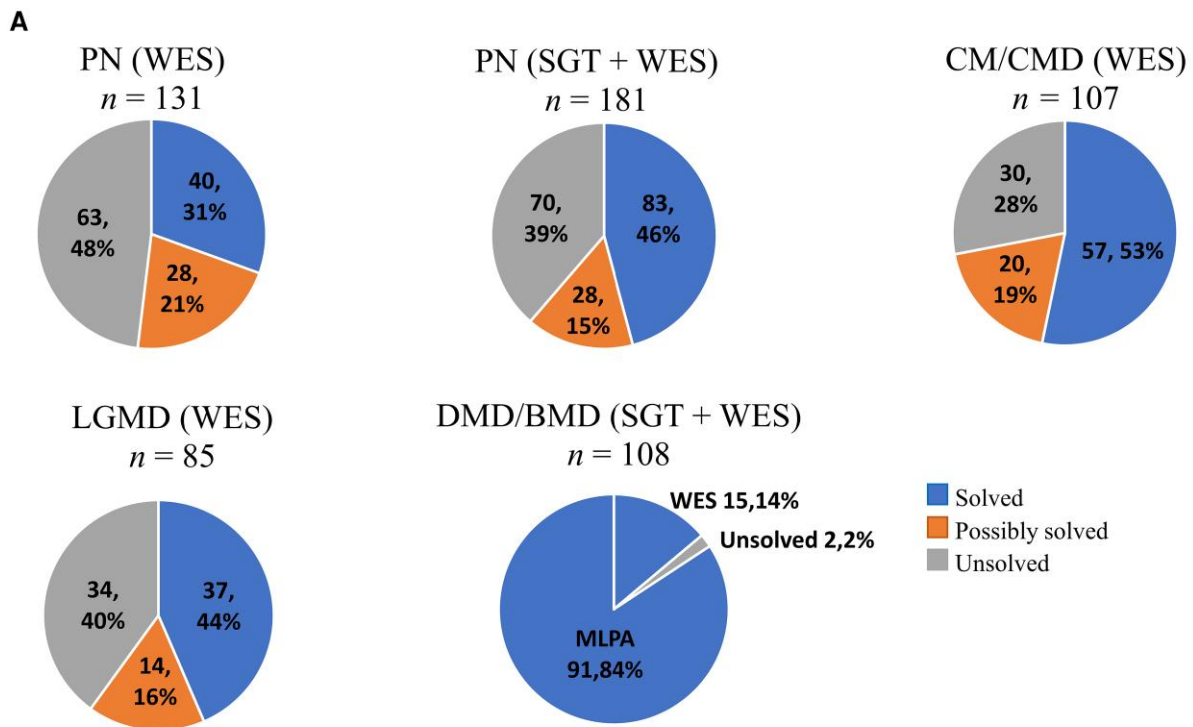 A
PN (WES)
n = 131
40,
31%
28,
21%
63,
48%
PN (SGT + WES)
n = 181
83,
46%
28,
15%
70,
39%
CM/CMD (WES)
n = 107
57, 53%
20,
19%
30,
28%
LGMD (WES)
n = 85
37,
44%
14,
16%
34,
40%
DMD/BMD (SGT + WES)
n = 108
WES 15,14%
Unsolved 2,2%
MLPA
91,84%
Solved
Possibly solved
Unsolved